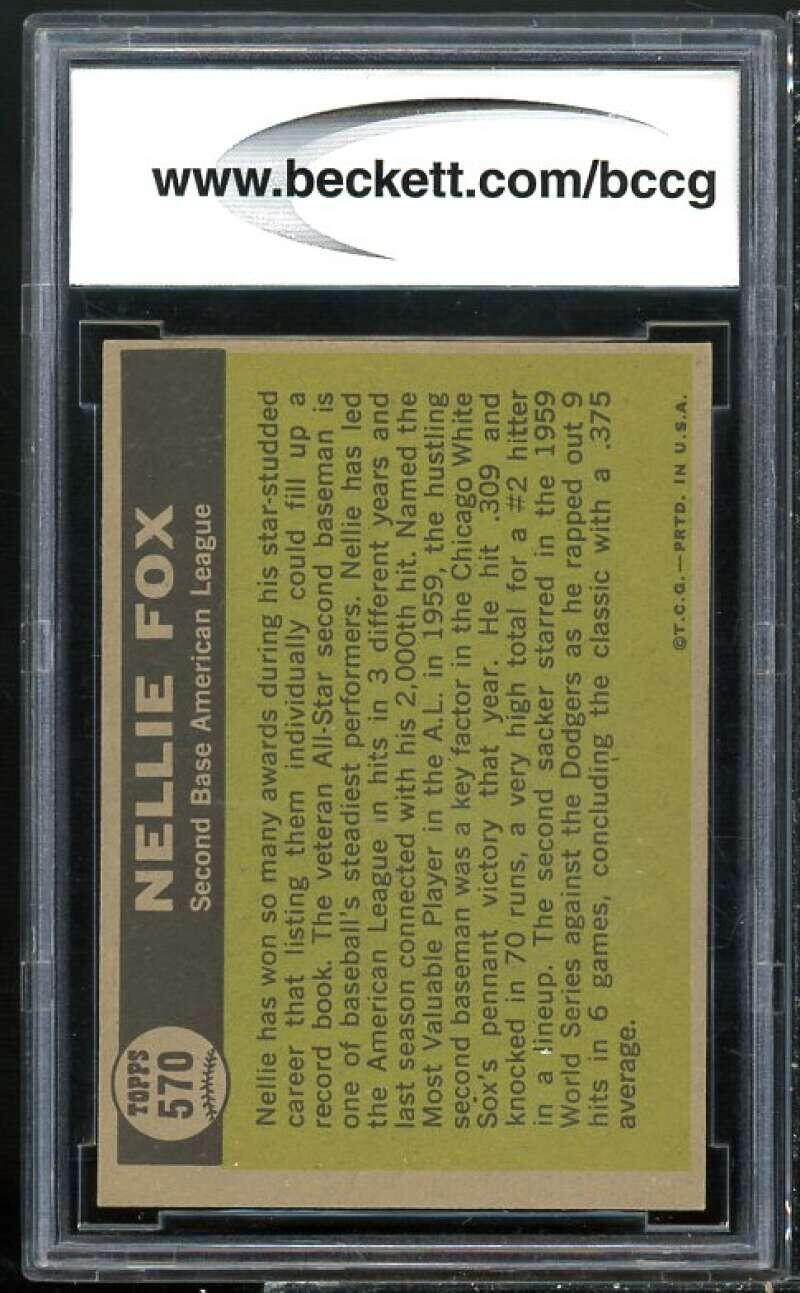 www.beckett.com/bccg
TOPPS
570
NELLIE FOX
Second Base American League
Nellie has won so many awards during his star-studded
career that listing them individually could fill up a
record book. The veteran All-Star second baseman is
one of baseball's steadiest performers. Nellie has led
the American League in hits in 3 different years and
last season connected with his 2,000th hit. Named the
Most Valuable Player in the A.L. in 1959, the hustling
second baseman was a key factor in the Chicago White
Sox's pennant victory that year. He hit .309 and
knocked in 70 runs, a very high total for a #2 hitter
in a lineup. The second sacker starred in the 1959
World Series against the Dodgers as he rapped out 9
hits in 6 games, concluding the classic with a .375
average.
©T.C.G.—PRTD. IN U.S.A.